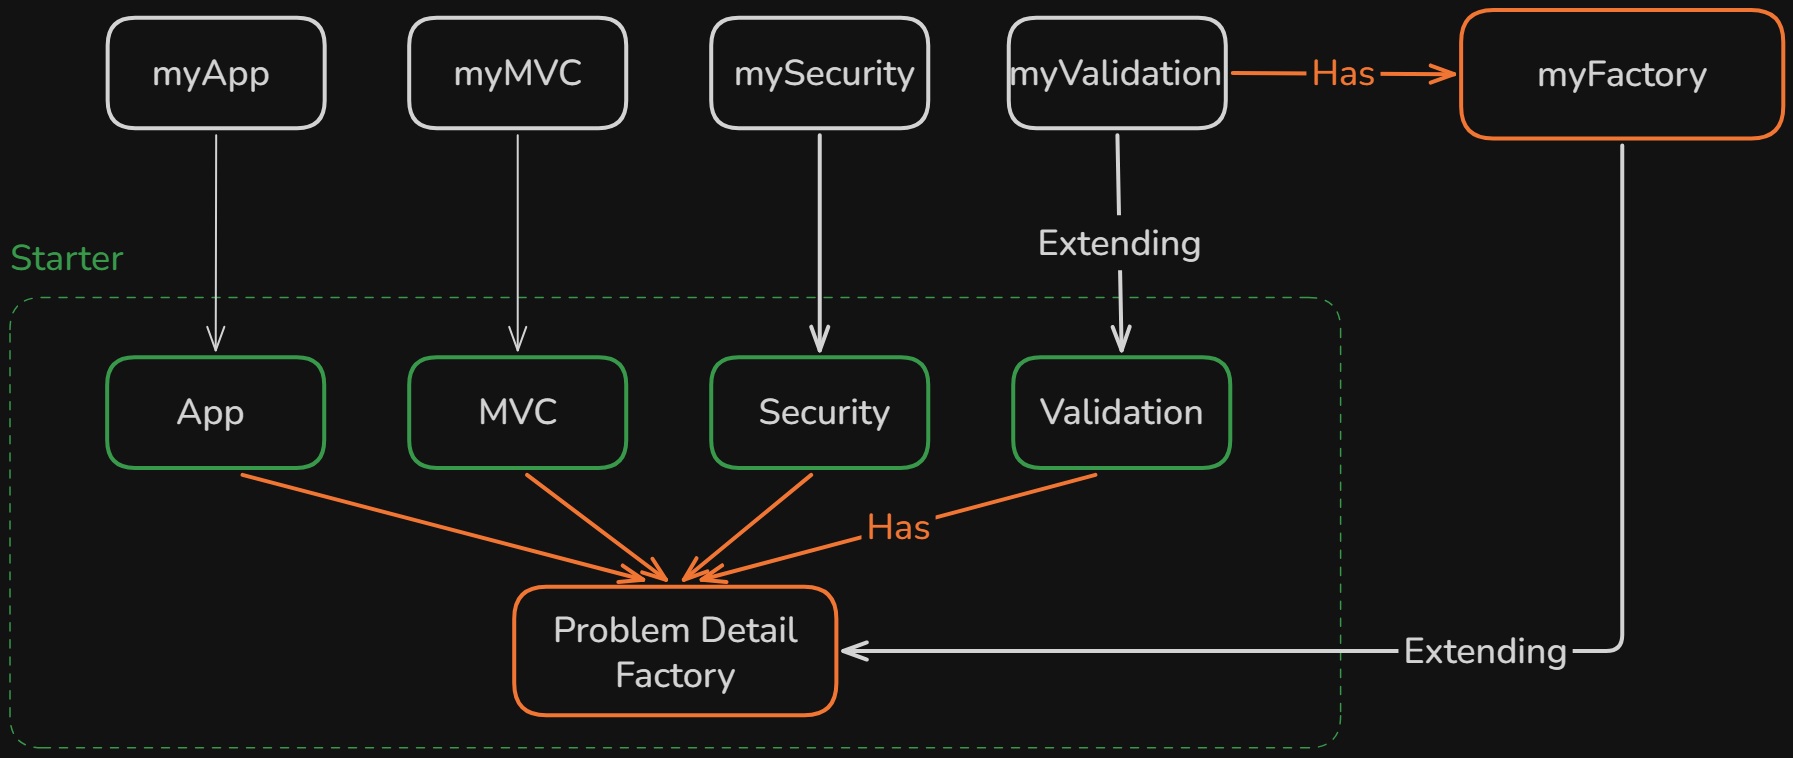 myApp
myMVC
mySecurity
myValidation
Has
myFactory
Extending
Starter
App
MVC
Security
Validation
Has
Problem Detail
Factory
Extending